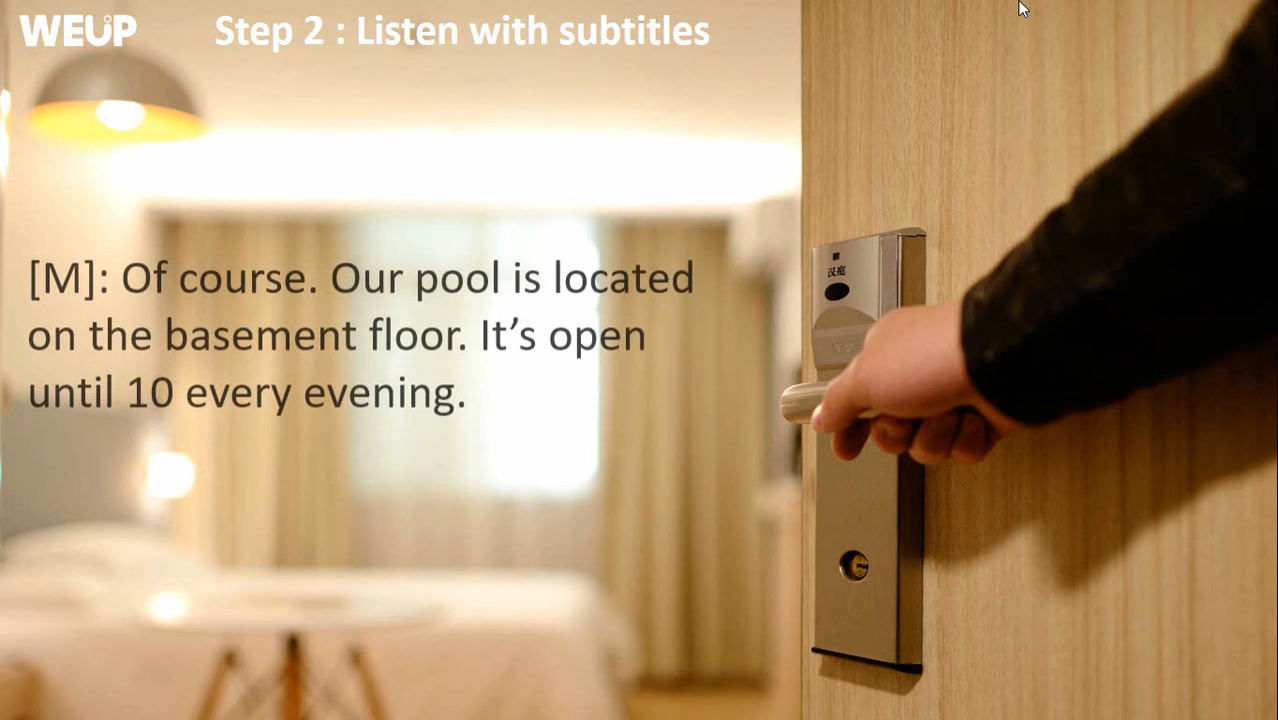 WEUP
Step 2 : Listen with subtitles
[M]: Of course. Our pool is located
on the basement floor. It’s open
until 10 every evening.
汉庭